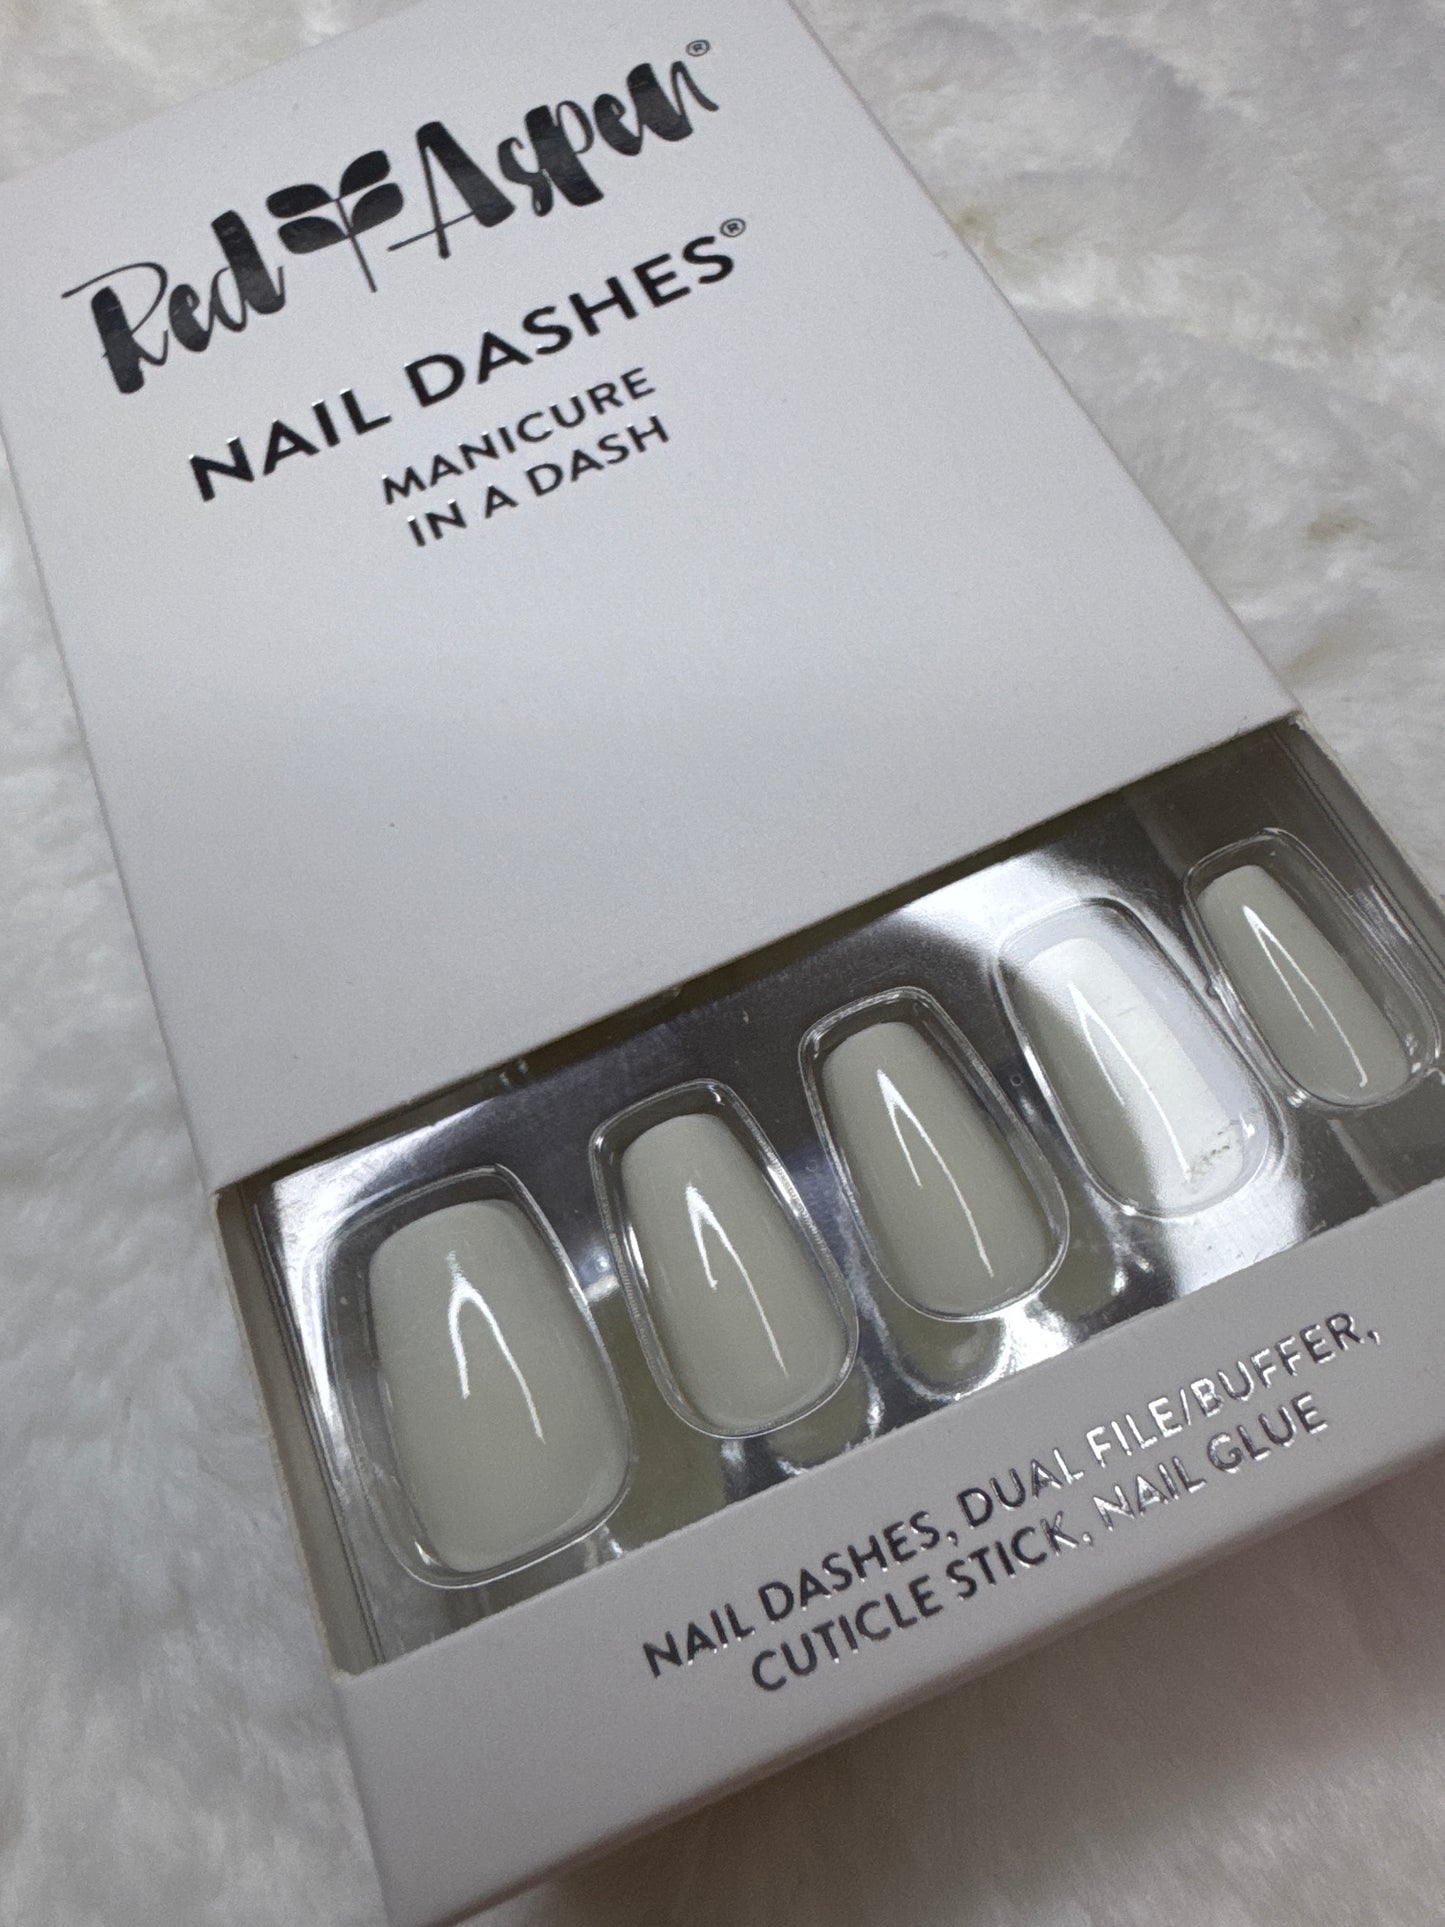 Red Aspen®
NAIL DASHES®
MANICURE
IN A DASH
NAIL DASHES, DUAL FILE/BUFFER,
CUTICLE STICK, NAIL GLUE